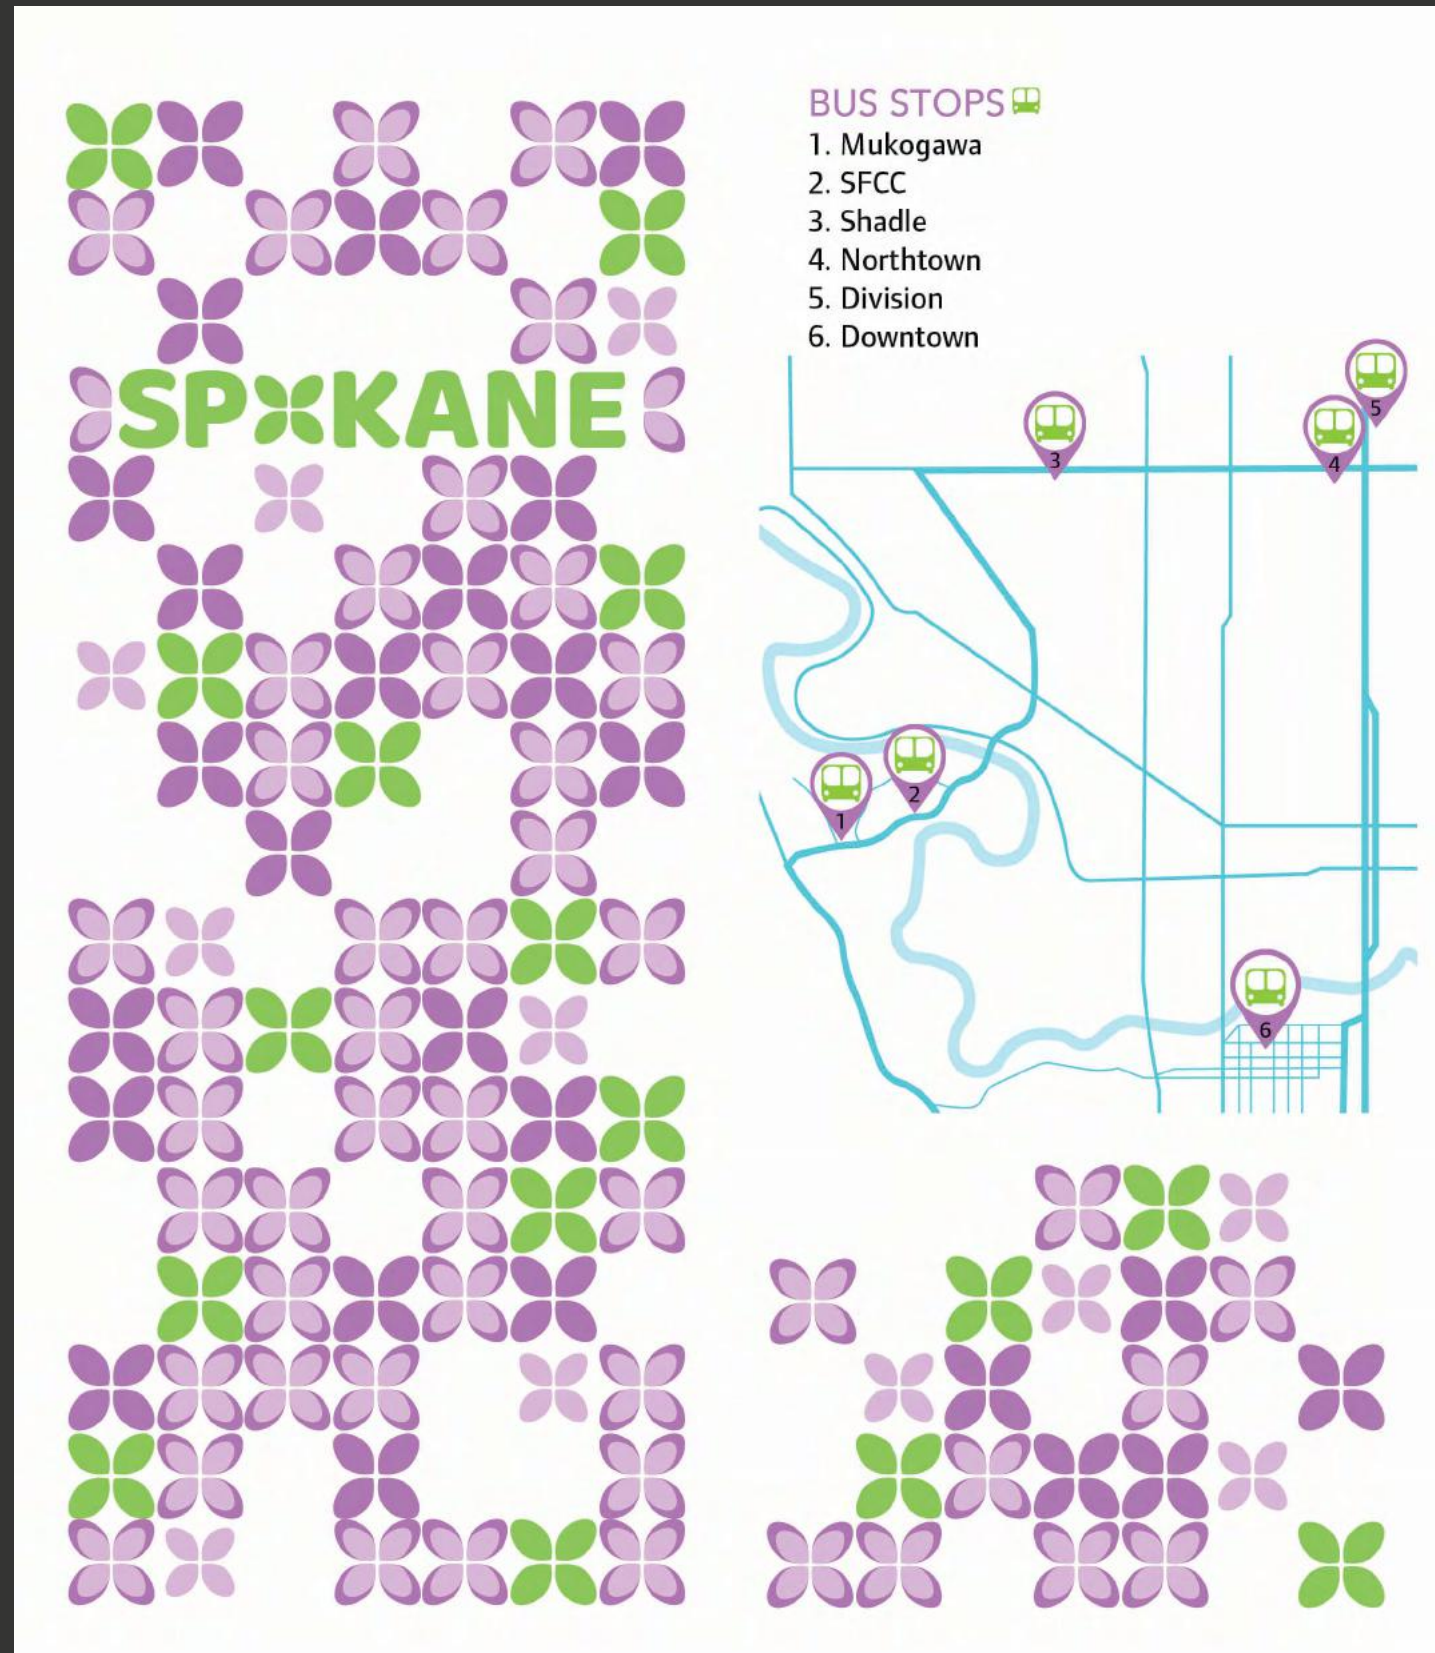 SPOKANE
BUS STOPS
1. Mukogawa
2. SFCC
3. Shadle
4. Northtown
5. Division
6. Downtown
5
3
4
2
1
6